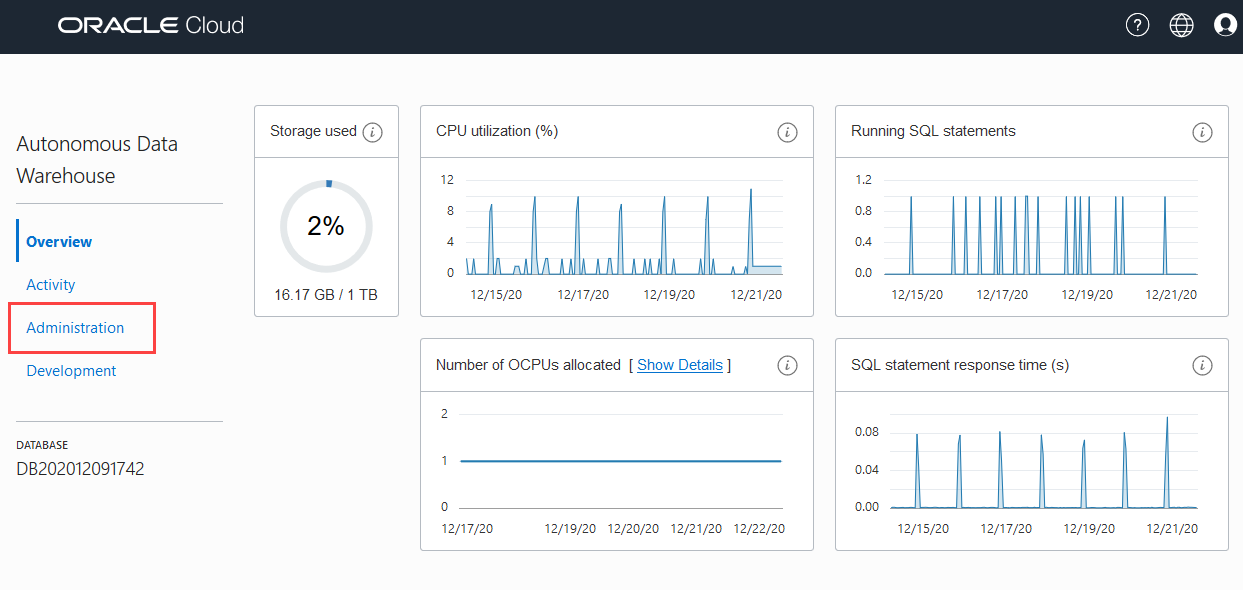 ORACLE Cloud
?
Autonomous Data
Warehouse
Overview
Activity
Administration
Development
DATABASE
DB202012091742
Storage used i
2%
16.17 GB / 1 TB
CPU utilization (%) i
12
8
4
0
12/15/20 12/17/20 12/19/20 12/21/20
Running SQL statements i
1.2
0.8
0.4
0.0
12/15/20 12/17/20 12/19/20 12/21/20
Number of OCPUs allocated [ Show Details ] i
2
1
0
12/17/20 12/19/20 12/20/20 12/21/20 12/22/20
SQL statement response time (s) i
0.08
0.04
0.00
12/15/20 12/17/20 12/19/20 12/21/20